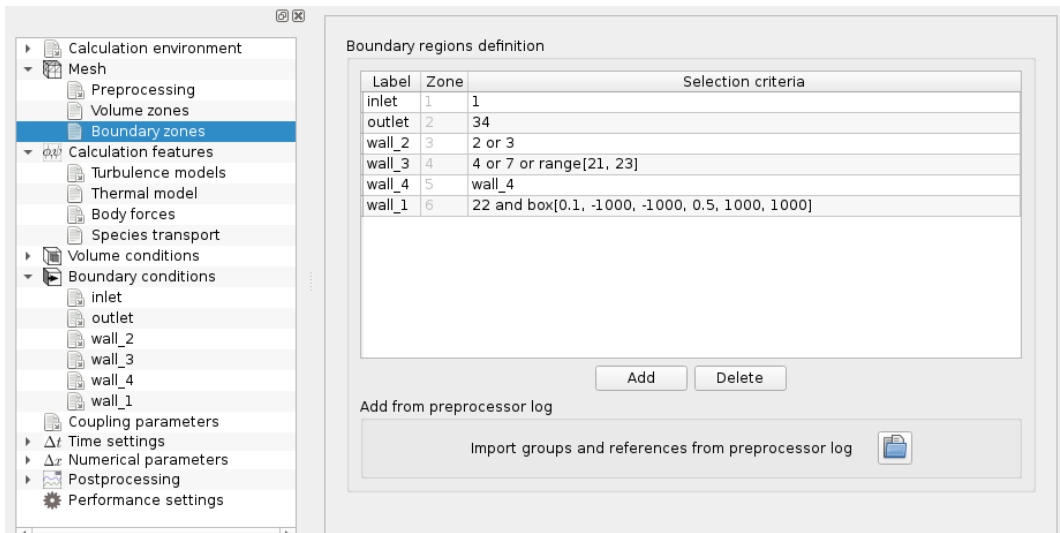 Calculation environment
Mesh
Preprocessing
Volume zones
Boundary zones
Calculation features
Turbulence models
Thermal model
Body forces
Species transport
Volume conditions
Boundary conditions
inlet
outlet
wall_2
wall_3
wall_4
wall_1
Coupling parameters
Δt Time settings
Δx Numerical parameters
Postprocessing
Performance settings
Boundary regions definition
Label Zone Selection criteria
inlet 1 1
outlet 2 34
wall_2 3 2 or 3
wall_3 4 4 or 7 or range[21, 23]
wall_4 5 wall_4
wall_1 6 22 and box[0.1, -1000, -1000, 0.5, 1000, 1000]
Add Delete
Add from preprocessor log
Import groups and references from preprocessor log